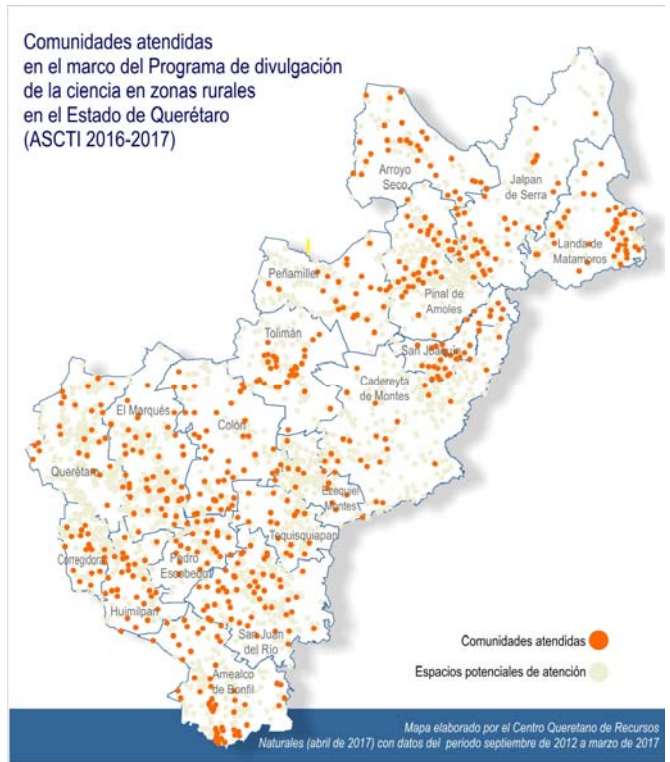 Comunidades atendidas
en el marco del Programa de divulgación
de la ciencia en zonas rurales
en el Estado de Querétaro
(ASCTI 2016-2017)
Arroyo
Seco
Jalpan
de Serra
Landa de
Matamoros
Peñamiller
Pinal de
Amoles
Tolimán
San Joaquín
Cadereyta
de Montes
El Marqués
Colón
Querétaro
Ezequiel
Montes
Tequisquiapan
Corregidora
Pedro
Escobedo
Huimilpan
San Juan
del Río
Amealco
de Bonfil
Comunidades atendidas
Espacios potenciales de atención
Mapa elaborado por el Centro Queretano de Recursos
Naturales (abril de 2017) con datos del periodo septiembre de 2012 a marzo de 2017